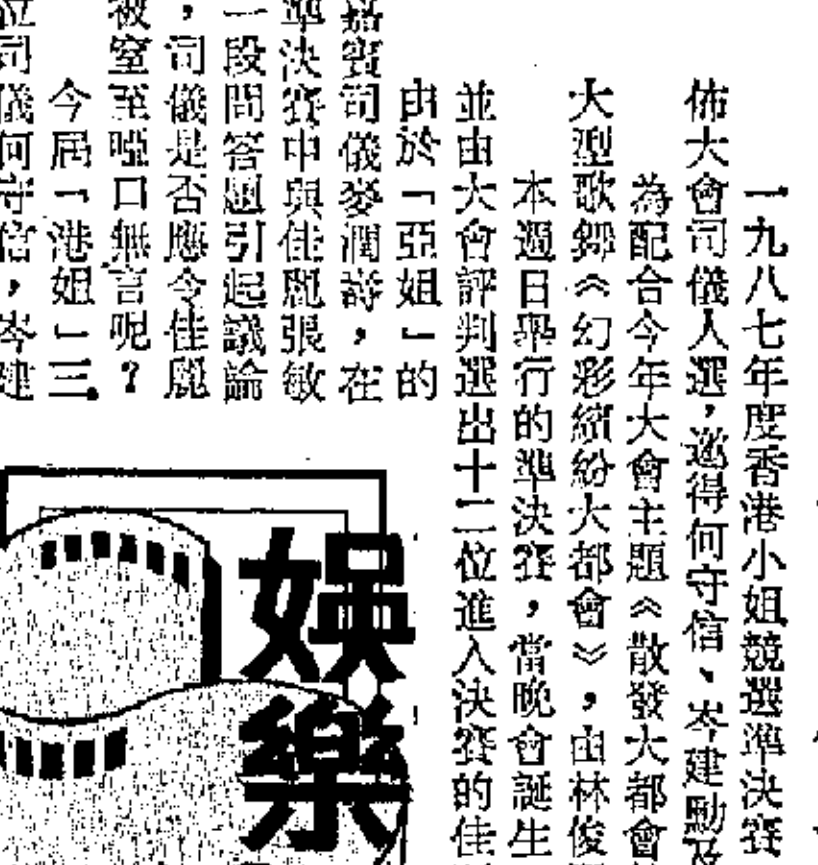 一九八七年度香港小姐競選準決賽
佈大會司儀人選，邀得何守信、岑建勳及
為配合今年大會主題《散發大都會
大型歌舞《幻彩繽紛大都會》，由林俊
本週日舉行的準決賽，當晚會誕生
並由大會評判選出十二位進入決賽的佳
由於「亞姐」的
嘉賓司儀麥潤壽，在
準決賽中與佳麗張敏
一段問答題引起議論
，司儀是否應令佳麗
被窒至啞口無言呢？
今屆「港姐」三
位司儀何守信，岑建
娛樂